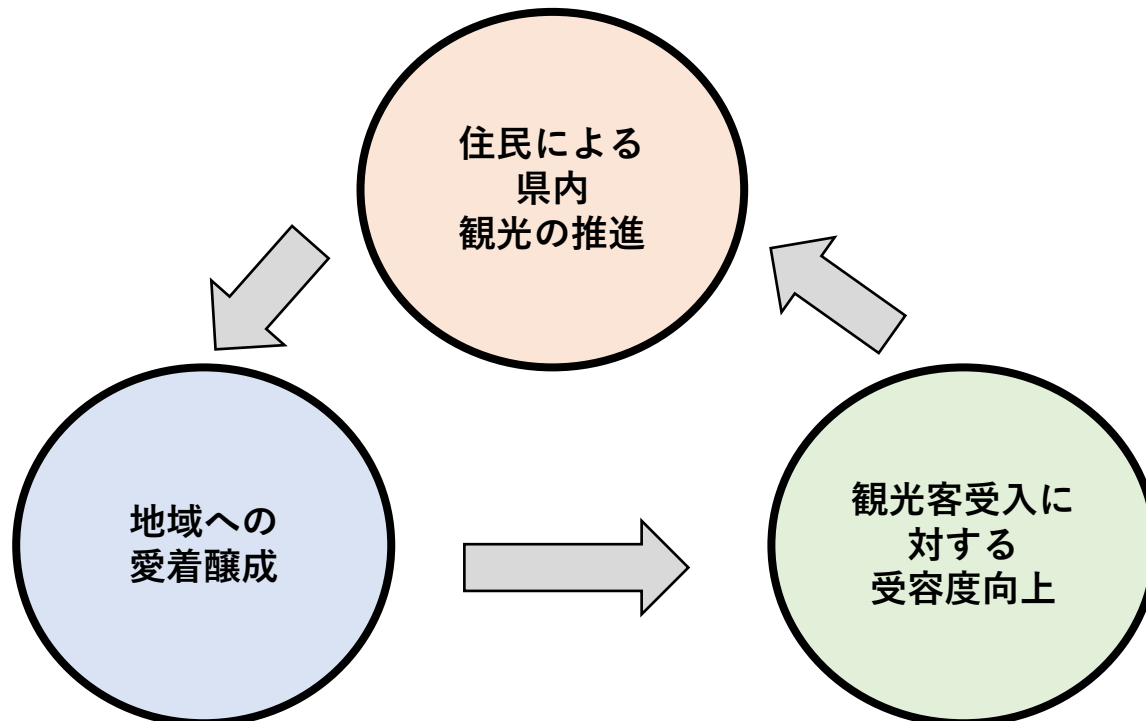 住民による
県内
観光の推進
地域への
愛着醸成
観光客受入に
対する
受容度向上